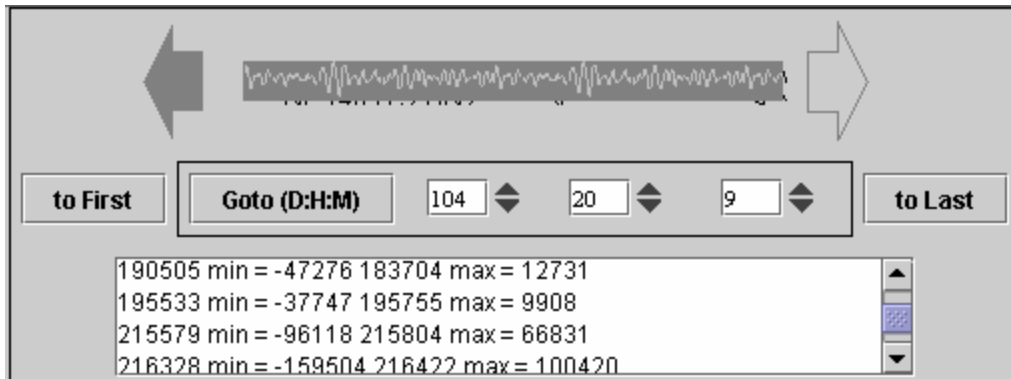 to First
Goto (D:H:M)
104
20
9
to Last
190505 min = -47276 183704 max = 12731
195533 min = -37747 195755 max = 9908
215579 min = -96118 215804 max = 66831
216328 min = -159504 216422 max = 100420